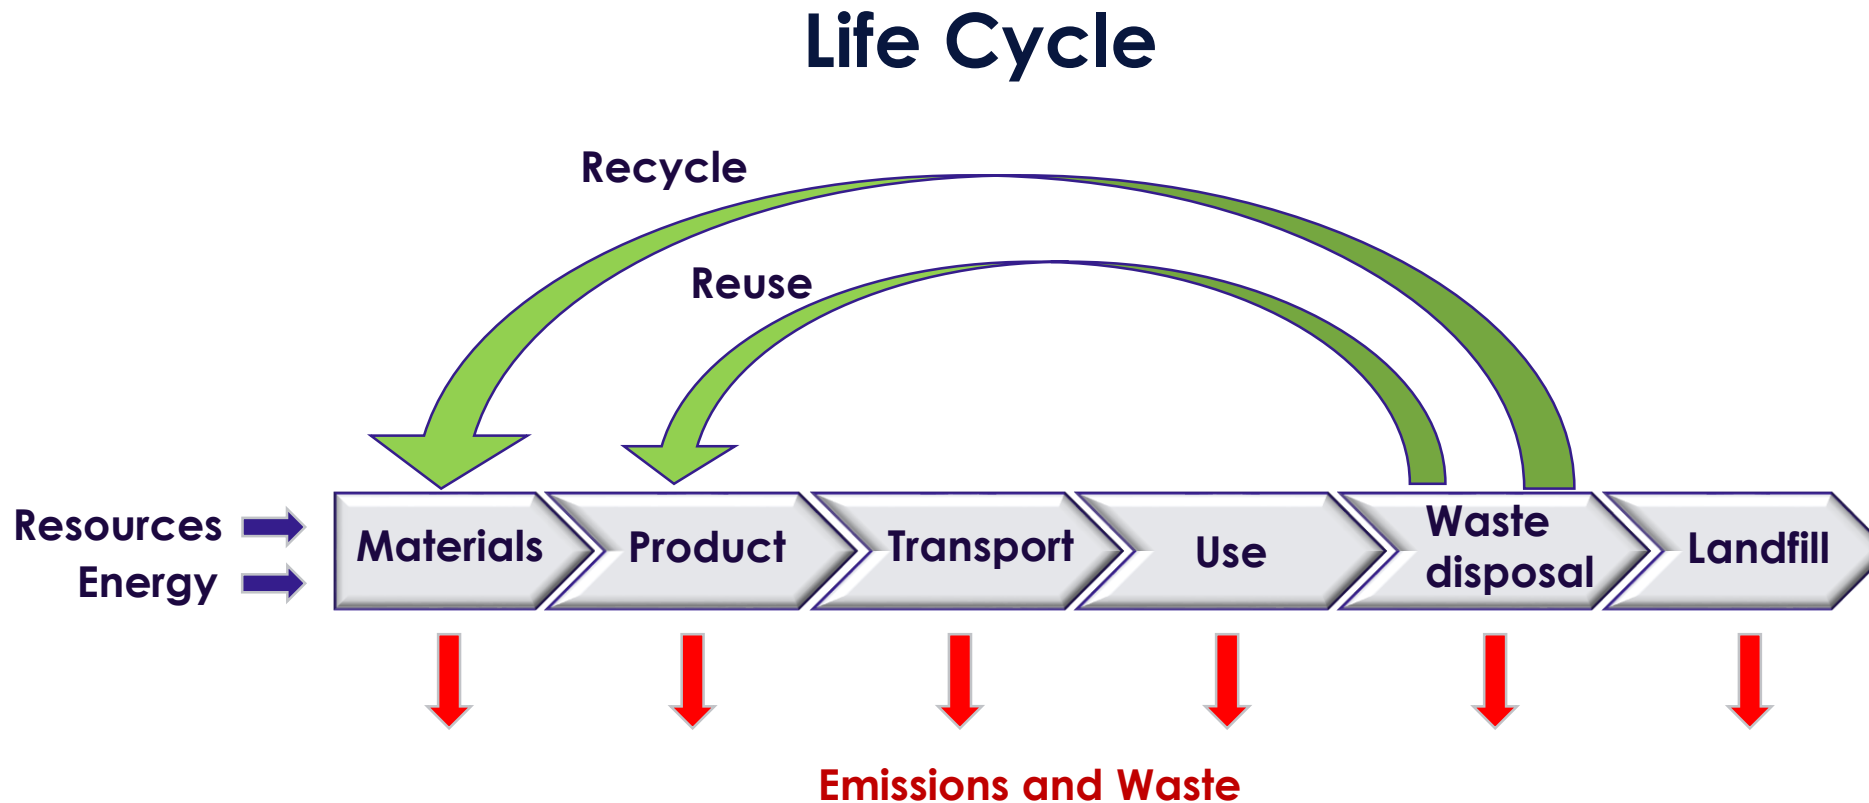 Life Cycle
Recycle
Reuse
Resources
Energy
Materials
Product
Transport
Use
Waste
disposal
Landfill
Emissions and Waste